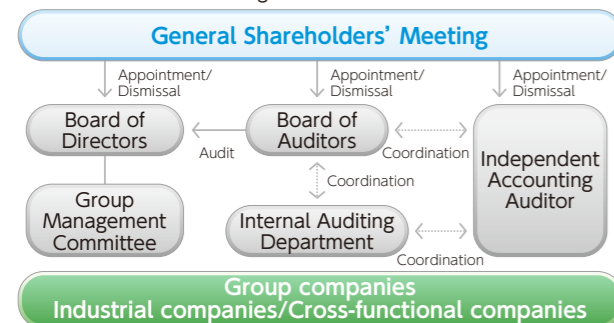 General Shareholders' Meeting
Appointment/
Dismissal
Appointment/
Dismissal
Appointment/
Dismissal
Board of
Directors
Audit
Board of
Auditors
Coordination
Independent
Accounting
Auditor
Coordination
Group
Management
Committee
Internal Auditing
Department
Coordination
Group companies
Industrial companies/Cross-functional companies